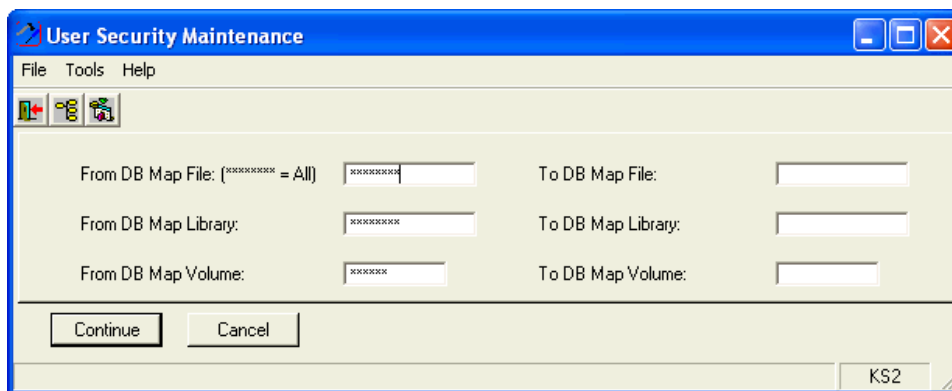 User Security Maintenance
File Tools Help
From DB Map File: (******** = All) ******** To DB Map File:
From DB Map Library: ******** To DB Map Library:
From DB Map Volume: ****** To DB Map Volume:
Continue Cancel
KS2